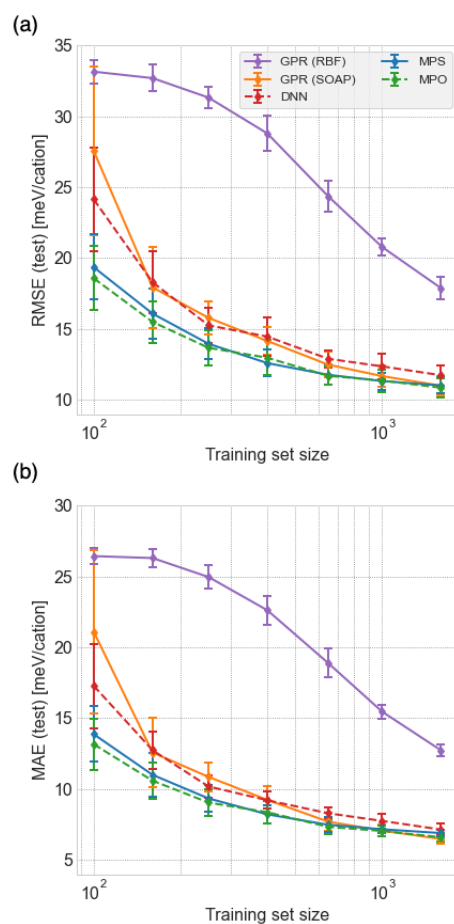 (a)
35
30
25
20
15
10
RMSE (test) [meV/cation]
GPR (RBF)
GPR (SOAP)
DNN
MPS
MPO
10²
10³
Training set size
(b)
30
25
20
15
10
5
MAE (test) [meV/cation]
10²
10³
Training set size